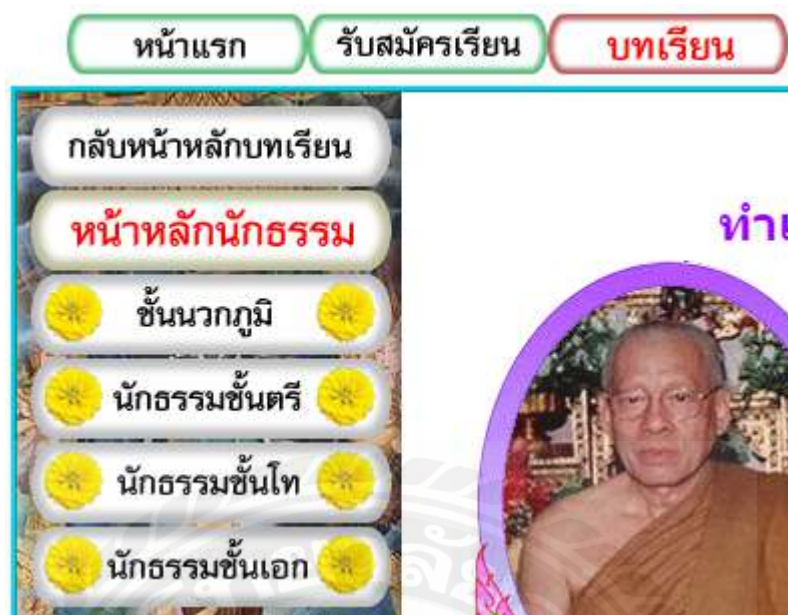 หน้าแรก รับสมัครเรียน บทเรียน
กลับหน้าหลักบทเรียน
หน้าหลักนักธรรม
ชั้นนวกภูมิ
นักธรรมชั้นตรี
นักธรรมชั้นโท
นักธรรมชั้นเอก